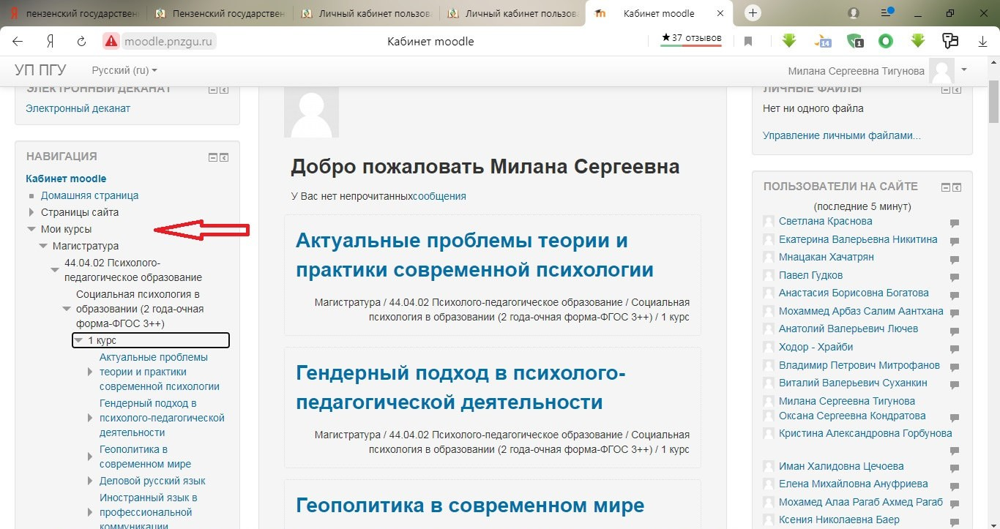 пензенский государственн
Пензенский государствен
Личный кабинет пользова
Личный кабинет пользова
Кабинет moodle
moodle.pnzgu.ru
Кабинет moodle
★37 отзывов
14
1
УП ПГУ
Русский (ru)
Милана Сергеевна Тигунова
ЭЛЕКТРОННЫЙ ДЕКАНАТ
Электронный деканат
НАВИГАЦИЯ
Кабинет moodle
Домашняя страница
Страницы сайта
Мои курсы
Магистратура
44.04.02 Психолого-
педагогическое образование
Социальная психология в
образовании (2 года-очная
форма-ФГОС 3++)
1 курс
Актуальные проблемы
теории и практики
современной психологии
Гендерный подход в
психолого-педагогической
деятельности
Геополитика в
современном мире
Деловой русский язык
Иностранный язык в
профессиональной
коммуникации
Добро пожаловать Милана Сергеевна
У Вас нет непрочитанныхсообщения
Актуальные проблемы теории и
практики современной психологии
Магистратура / 44.04.02 Психолого-педагогическое образование / Социальная
психология в образовании (2 года-очная форма-ФГОС 3++) / 1 курс
Гендерный подход в психолого-
педагогической деятельности
Магистратура / 44.04.02 Психолого-педагогическое образование / Социальная
психология в образовании (2 года-очная форма-ФГОС 3++) / 1 курс
Геополитика в современном мире
ЛИЧНЫЕ ФАЙЛЫ
Нет ни одного файла
Управление личными файлами...
ПОЛЬЗОВАТЕЛИ НА САЙТЕ
(последние 5 минут)
Светлана Краснова
Екатерина Валерьевна Никитина
Мнацакан Хачатрян
Павел Гудков
Анастасия Борисовна Богатова
Мохаммед Арбаз Салим Аантхана
Анатолий Валерьевич Лючев
Ходор - Храйби
Владимир Петрович Митрофанов
Виталий Валерьевич Суханкин
Милана Сергеевна Тигунова
Оксана Сергеевна Кондратова
Кристина Александровна Горбунова
Иман Халидовна Цечоева
Елена Михайловна Ануфриева
Мохамед Алаа Рагаб Ахмед Рагаб
Ксения Николаевна Баер